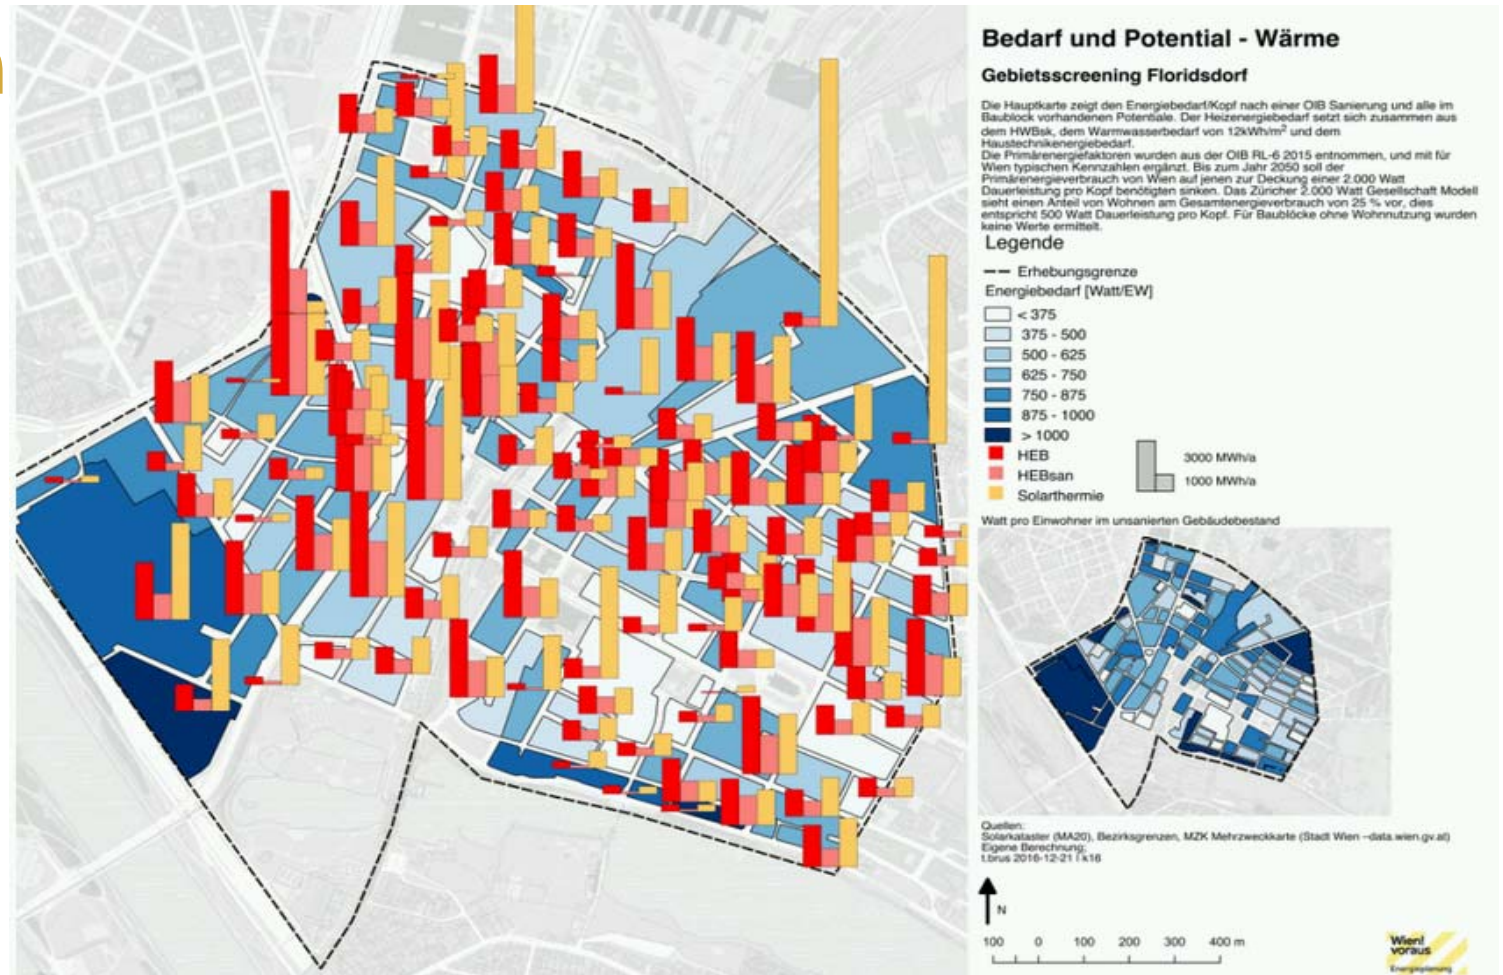 Bedarf und Potential - Wärme
Gebietsscreening Floridsdorf
Die Hauptkarte zeigt den Energiebedarf/Kopf nach einer OIB Sanierung und alle im
Baublock vorhandenen Potentiale. Der Heizenergiebedarf setzt sich zusammen aus
dem HWBsk, dem Warmwasserbedarf von 12kWh/m² und dem
Haustechnikenergiebedarf.
Die Primärenergiefaktoren wurden aus der OIB RL-6 2015 entnommen, und mit für
Wien typischen Kennzahlen ergänzt. Bis zum Jahr 2050 soll der
Primärenergieverbrauch von Wien auf jenen zur Deckung einer 2.000 Watt
Dauerleistung pro Kopf benötigten sinken. Das Züricher 2.000 Watt Gesellschaft Modell
sieht einen Anteil von Wohnen am Gesamtenergieverbrauch von 25 % vor, dies
entspricht 500 Watt Dauerleistung pro Kopf. Für Baublöcke ohne Wohnnutzung wurden
keine Werte ermittelt.
Legende
Erhebungsgrenze
Energiebedarf [Watt/EW]
< 375
375 - 500
500 - 625
625 - 750
750 - 875
875 - 1000
> 1000
HEB
HEBsan
Solarthermie
3000 MWh/a
1000 MWh/a
Watt pro Einwohner im unsanierten Gebäudebestand
Quellen:
Solarkataster (MA20), Bezirksgrenzen, MZK Mehrzweckkarte (Stadt Wien –data.wien.gv.at)
Eigene Berechnung;
t.brus 2016-12-21 | k16
N
100 0 100 200 300 400 m
Wien!
voraus
Energieplanung